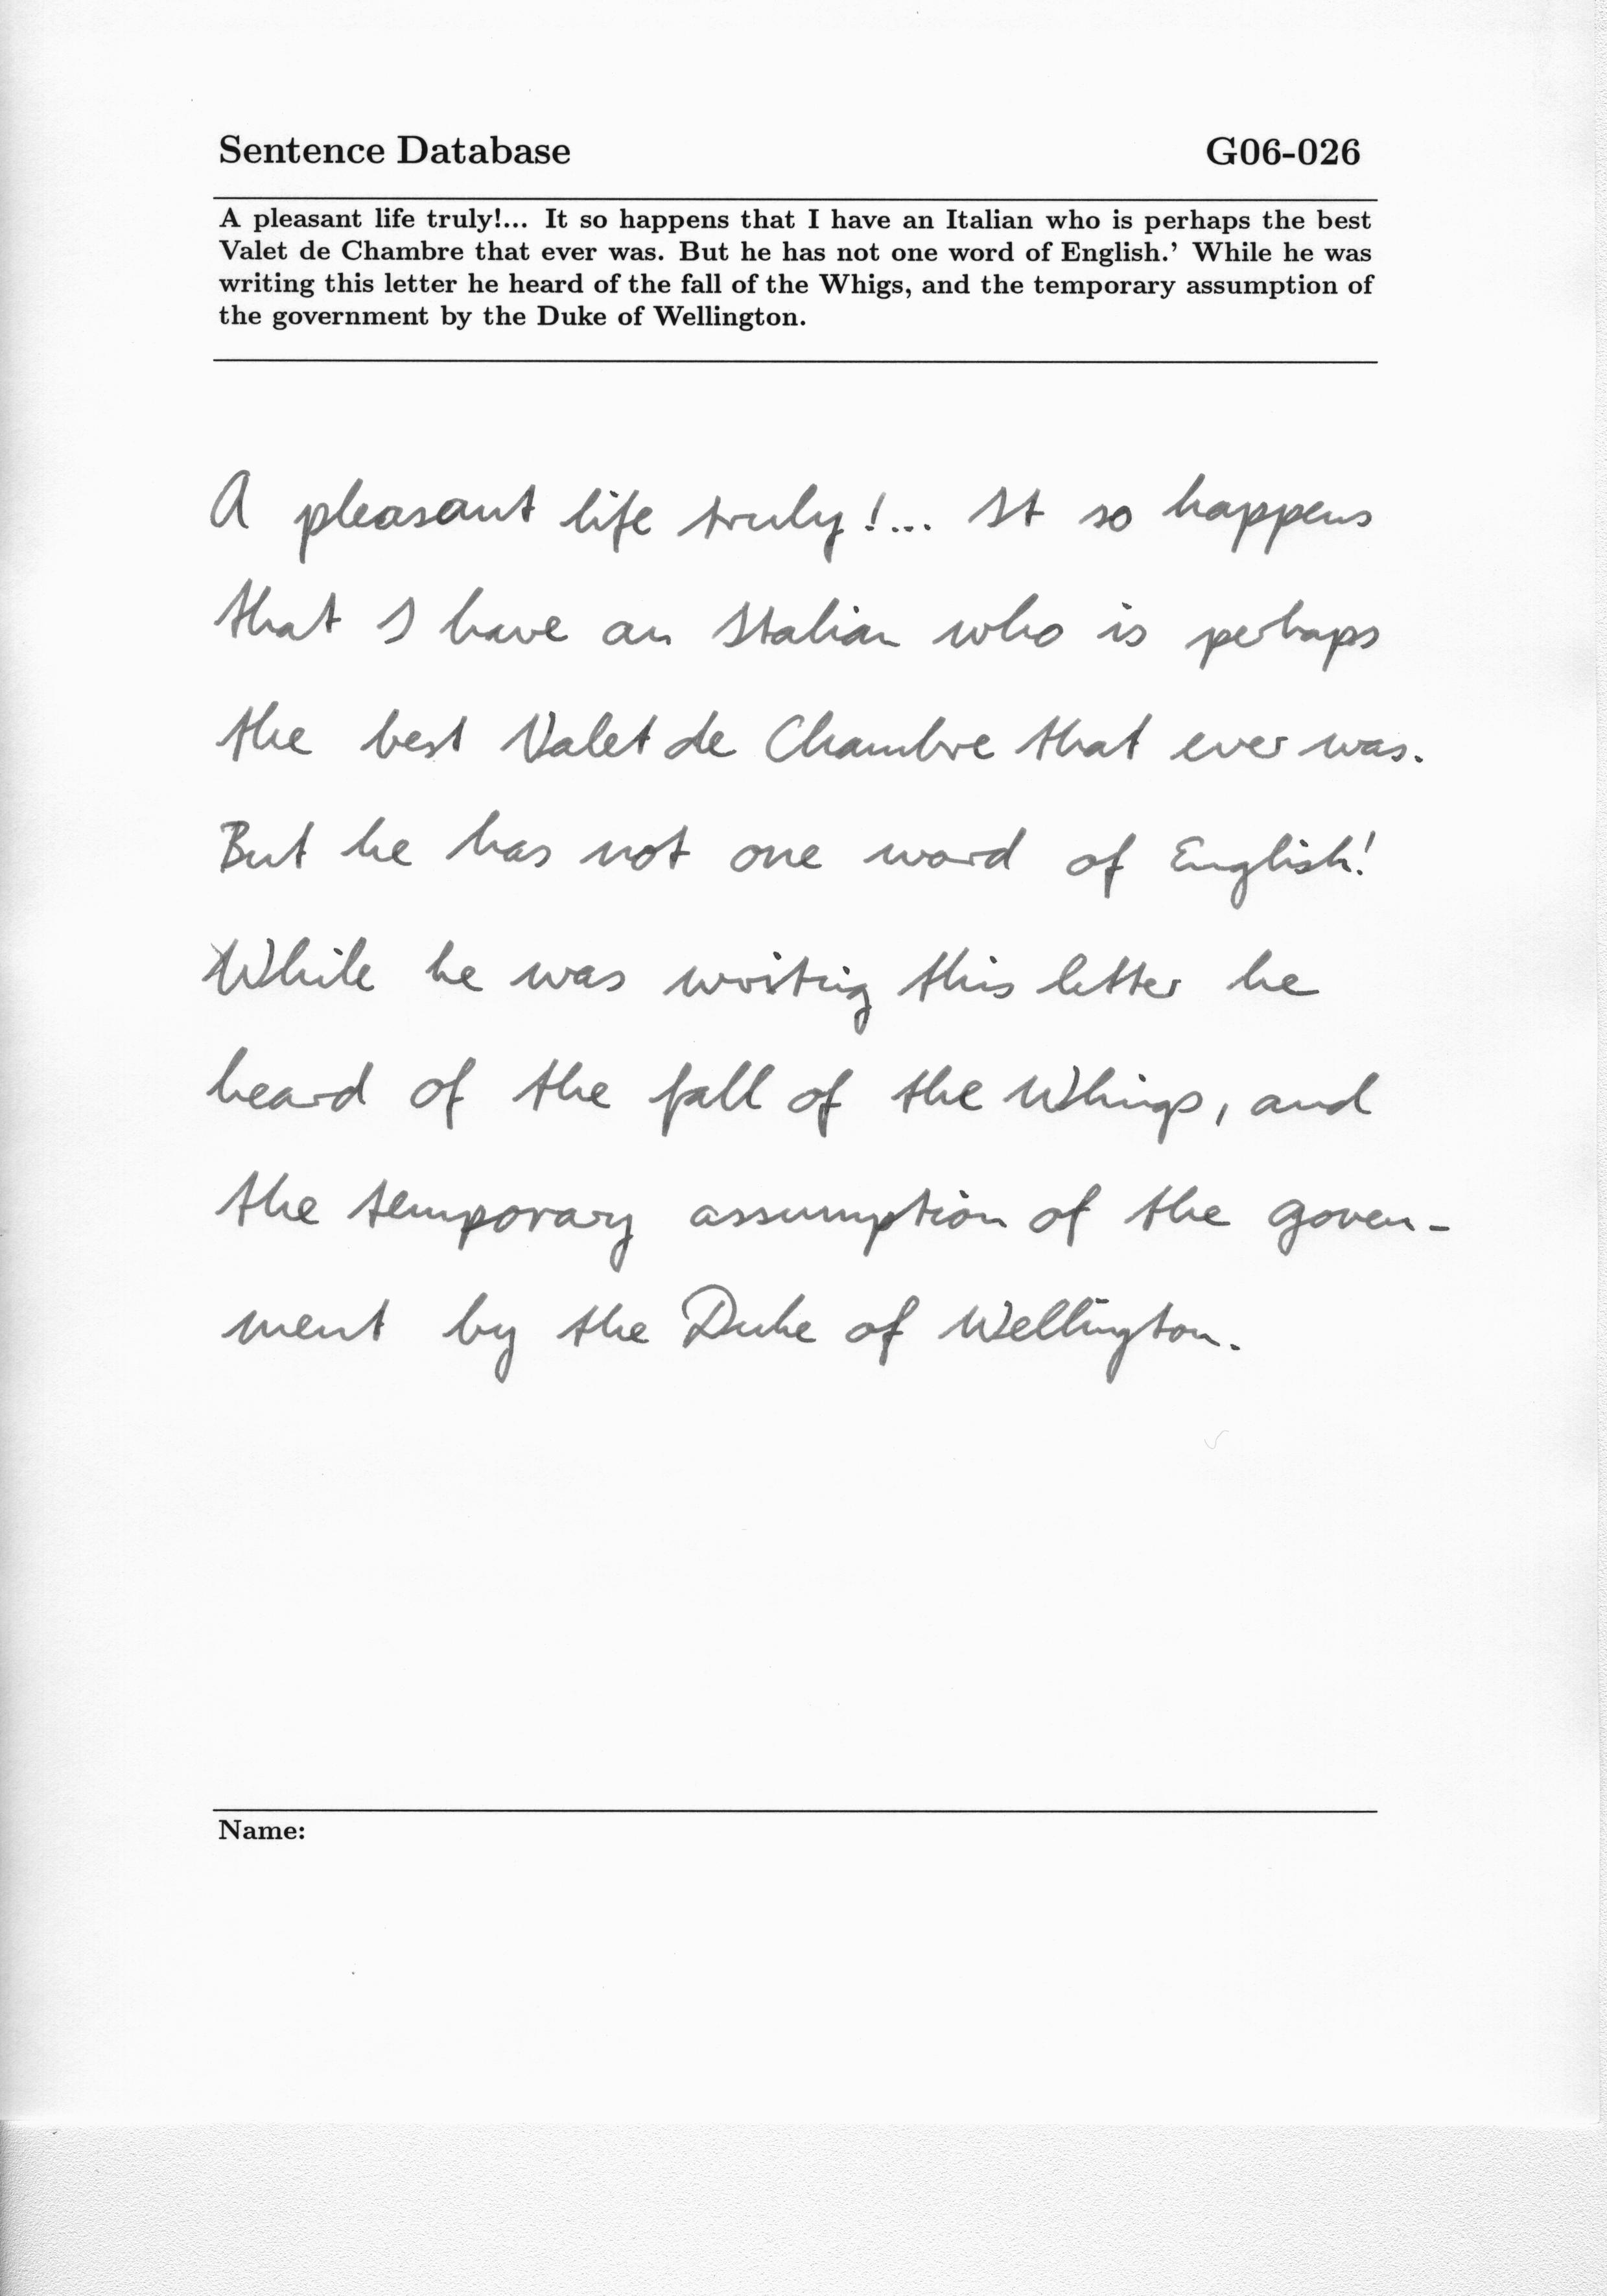 Sentence Database G06-026
A pleasant life truly!... It so happens that I have an Italian who is perhaps the best
Valet de Chambre that ever was. But he has not one word of English.' While he was
writing this letter he heard of the fall of the Whigs, and the temporary assumption of
the government by the Duke of Wellington.
A pleasant life truly!... It so happens
that I have an Italian who is perhaps
the best Valet de Chambre that ever was.
But he has not one word of English!
While he was writig this letter he
heard of the fall of the Whings, and
the temporary assumption of the goven-
ment by the Duke of Wellington.
Name: